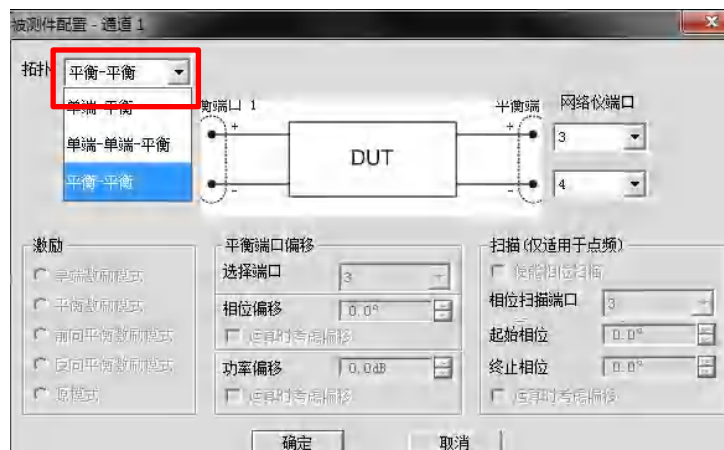 被测件配置 - 通道 1
拓扑 平衡-平衡
单端-平衡
单端-单端-平衡
平衡-平衡
衡端口 1
平衡端
网络仪端口
+
+
3
DUT
-
-
4
激励
单端激励模式
平衡激励模式
前向平衡激励模式
反向平衡激励模式
原模式
平衡端口偏移
选择端口 3
相位偏移 0.0°
运算时考虑偏移
功率偏移 0.0dB
运算时考虑偏移
扫描(仅适用于点频)
使能相位扫描
相位扫描端口 3
起始相位 0.0°
终止相位 0.0°
运算时考虑偏移
确定
取消